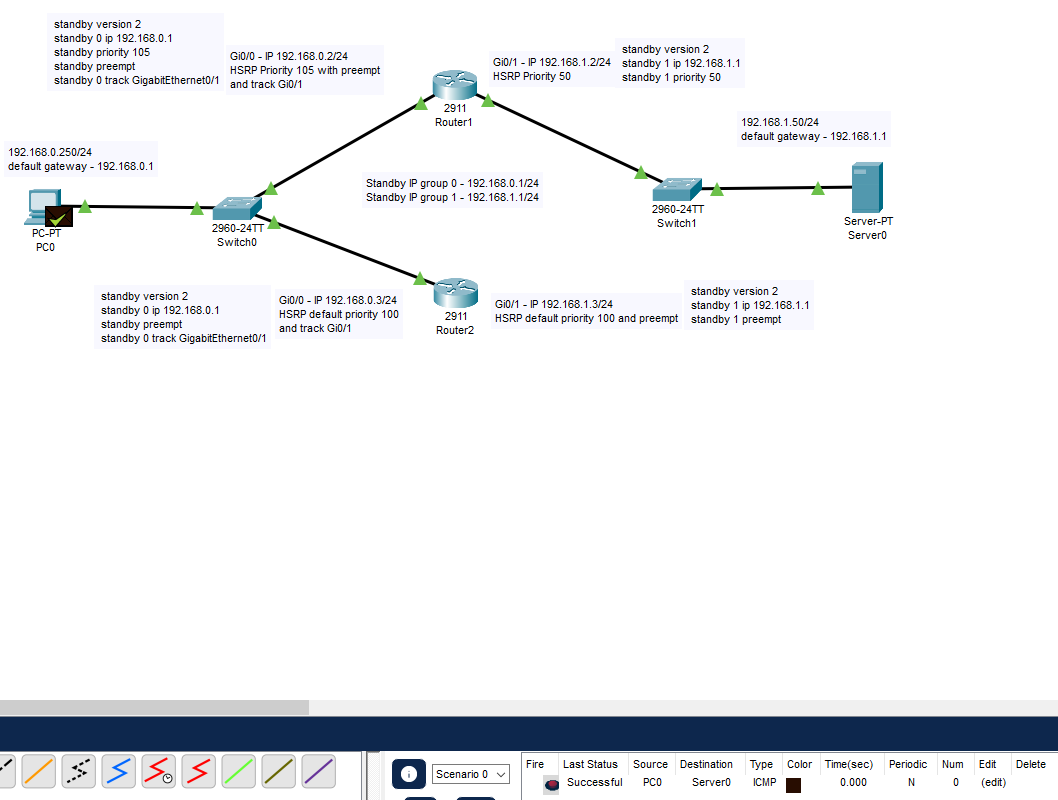 standby version 2
standby 0 ip 192.168.0.1
standby priority 105
standby preempt
standby 0 track GigabitEthernet0/1
Gi0/0 - IP 192.168.0.2/24
HSRP Priority 105 with preempt
and track Gi0/1
Gi0/1 - IP 192.168.1.2/24
HSRP Priority 50
standby version 2
standby 1 ip 192.168.1.1
standby 1 priority 50
2911
Router1
192.168.1.50/24
default gateway - 192.168.1.1
192.168.0.250/24
default gateway - 192.168.0.1
Standby IP group 0 - 192.168.0.1/24
Standby IP group 1 - 192.168.1.1/24
PC-PT
PC0
2960-24TT
Switch0
2960-24TT
Switch1
Server-PT
Server0
standby version 2
standby 0 ip 192.168.0.1
standby preempt
standby 0 track GigabitEthernet0/1
Gi0/0 - IP 192.168.0.3/24
HSRP default priority 100
and track Gi0/1
2911
Router2
Gi0/1 - IP 192.168.1.3/24
HSRP default priority 100 and preempt
standby version 2
standby 1 ip 192.168.1.1
standby 1 preempt
Scenario 0
Fire Last Status Source Destination Type Color Time(sec) Periodic Num Edit Delete
Successful PC0 Server0 ICMP 0.000 N 0 (edit)